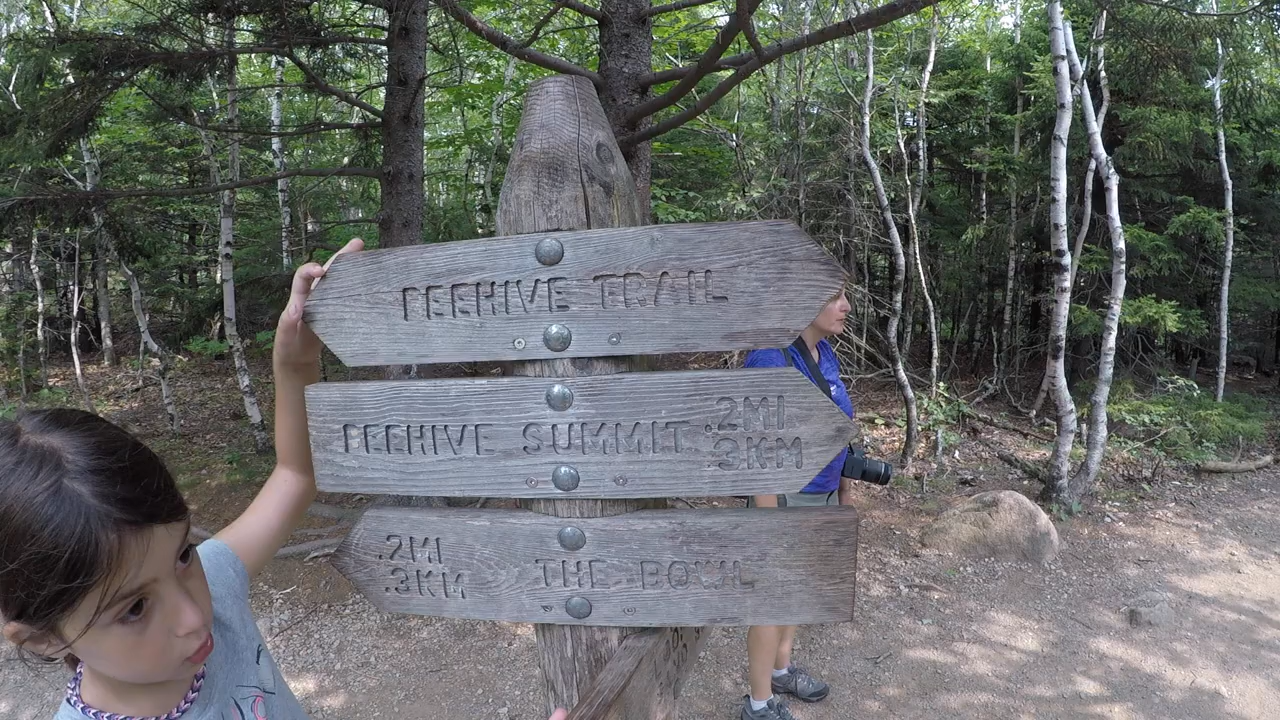 BEEHIVE TRAIL
BEEHIVE SUMMIT .2MI
.3KM
.2MI
.3KM THE BOWL